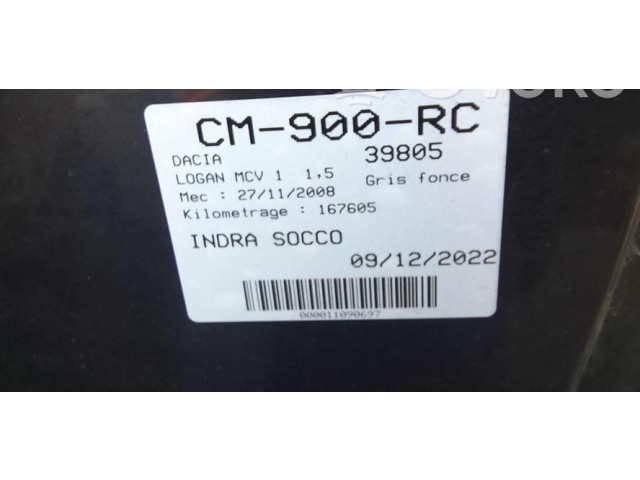 CM-900-RC
DACIA 39805
LOGAN MCV 1 1,5 Gris fonce
Mec : 27/11/2008
Kilometrage : 167605
INDRA SOCCO
09/12/2022
000011090697